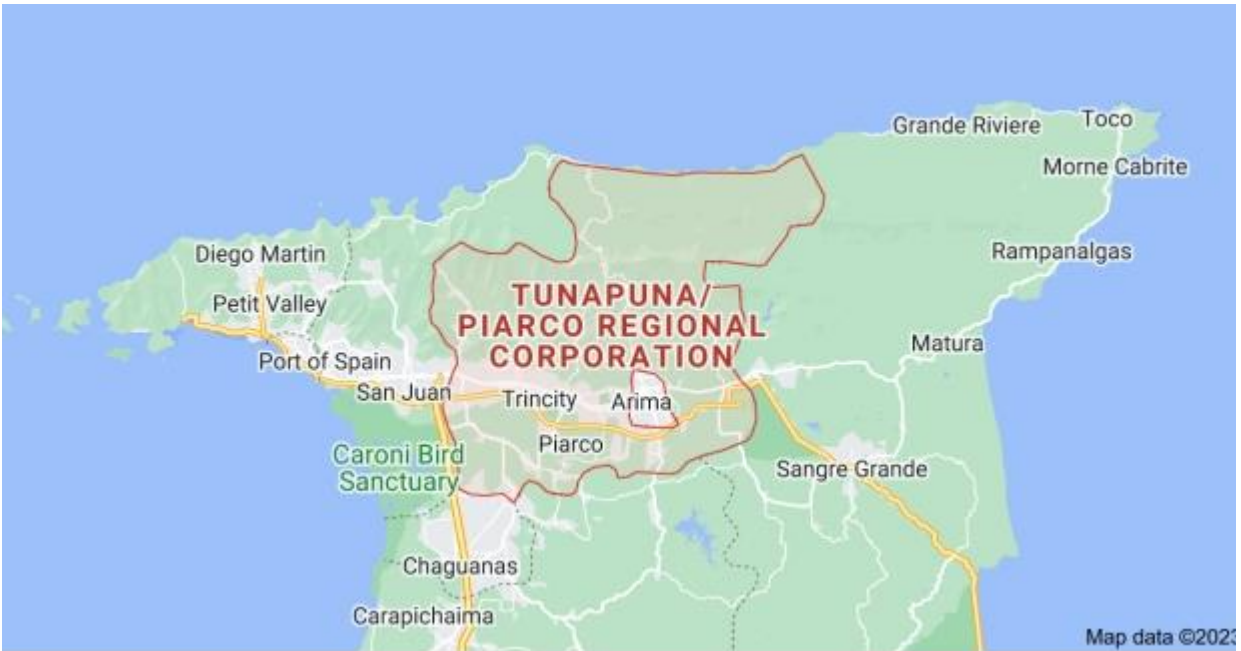 Grande Riviere
Toco
Morne Cabrite
Diego Martin
Rampanalgas
Petit Valley
TUNAPUNA/
PIARCO REGIONAL
CORPORATION
Matura
Port of Spain
San Juan
Trincity
Arima
Piarco
Caroni Bird
Sanctuary
Sangre Grande
Chaguanas
Carapichaima
Map data ©2023